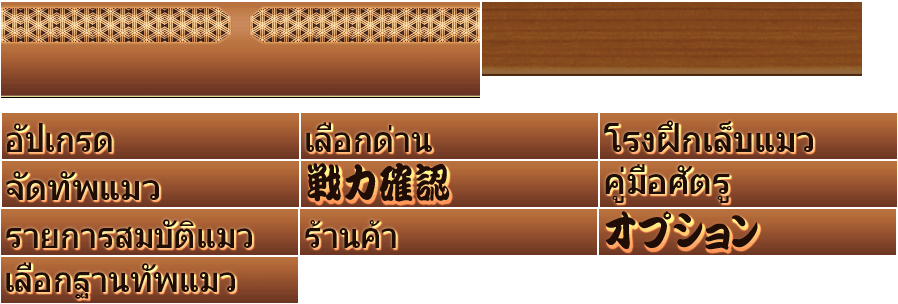 อัปเกรด
เลือกด่าน
โรงฝึกเล็บแมว
จัดทัพแมว
戦力確認
คู่มือศัตรู
รายการสมบัติแมว
ร้านค้า
オプション
เลือกฐานทัพแมว